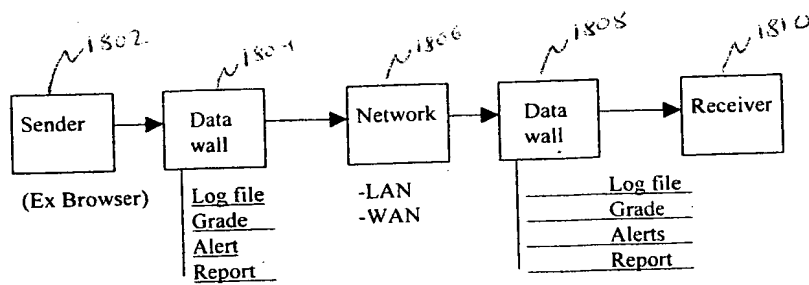 1802
1804
1806
1808
1810
Sender
Data
wall
Network
Data
wall
Receiver
(Ex Browser)
Log file
Grade
Alert
Report
-LAN
-WAN
Log file
Grade
Alerts
Report